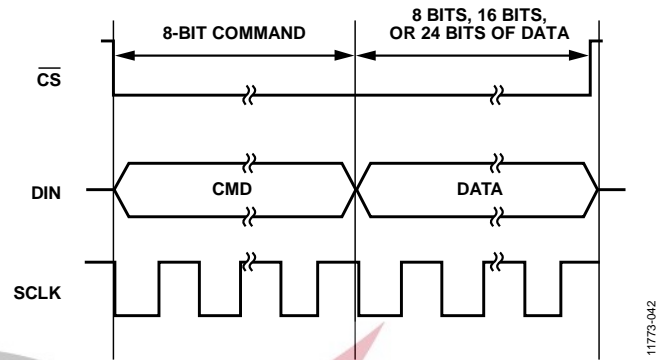 8-BIT COMMAND
8 BITS, 16 BITS,
OR 24 BITS OF DATA
CS
DIN
CMD
DATA
SCLK
11773-042